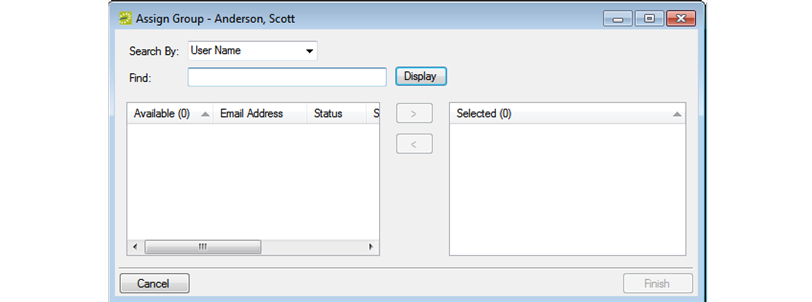 Assign Group - Anderson, Scott
Search By: User Name
Find: Display
Available (0) Email Address Status S
>
Selected (0)
<
Cancel Finish